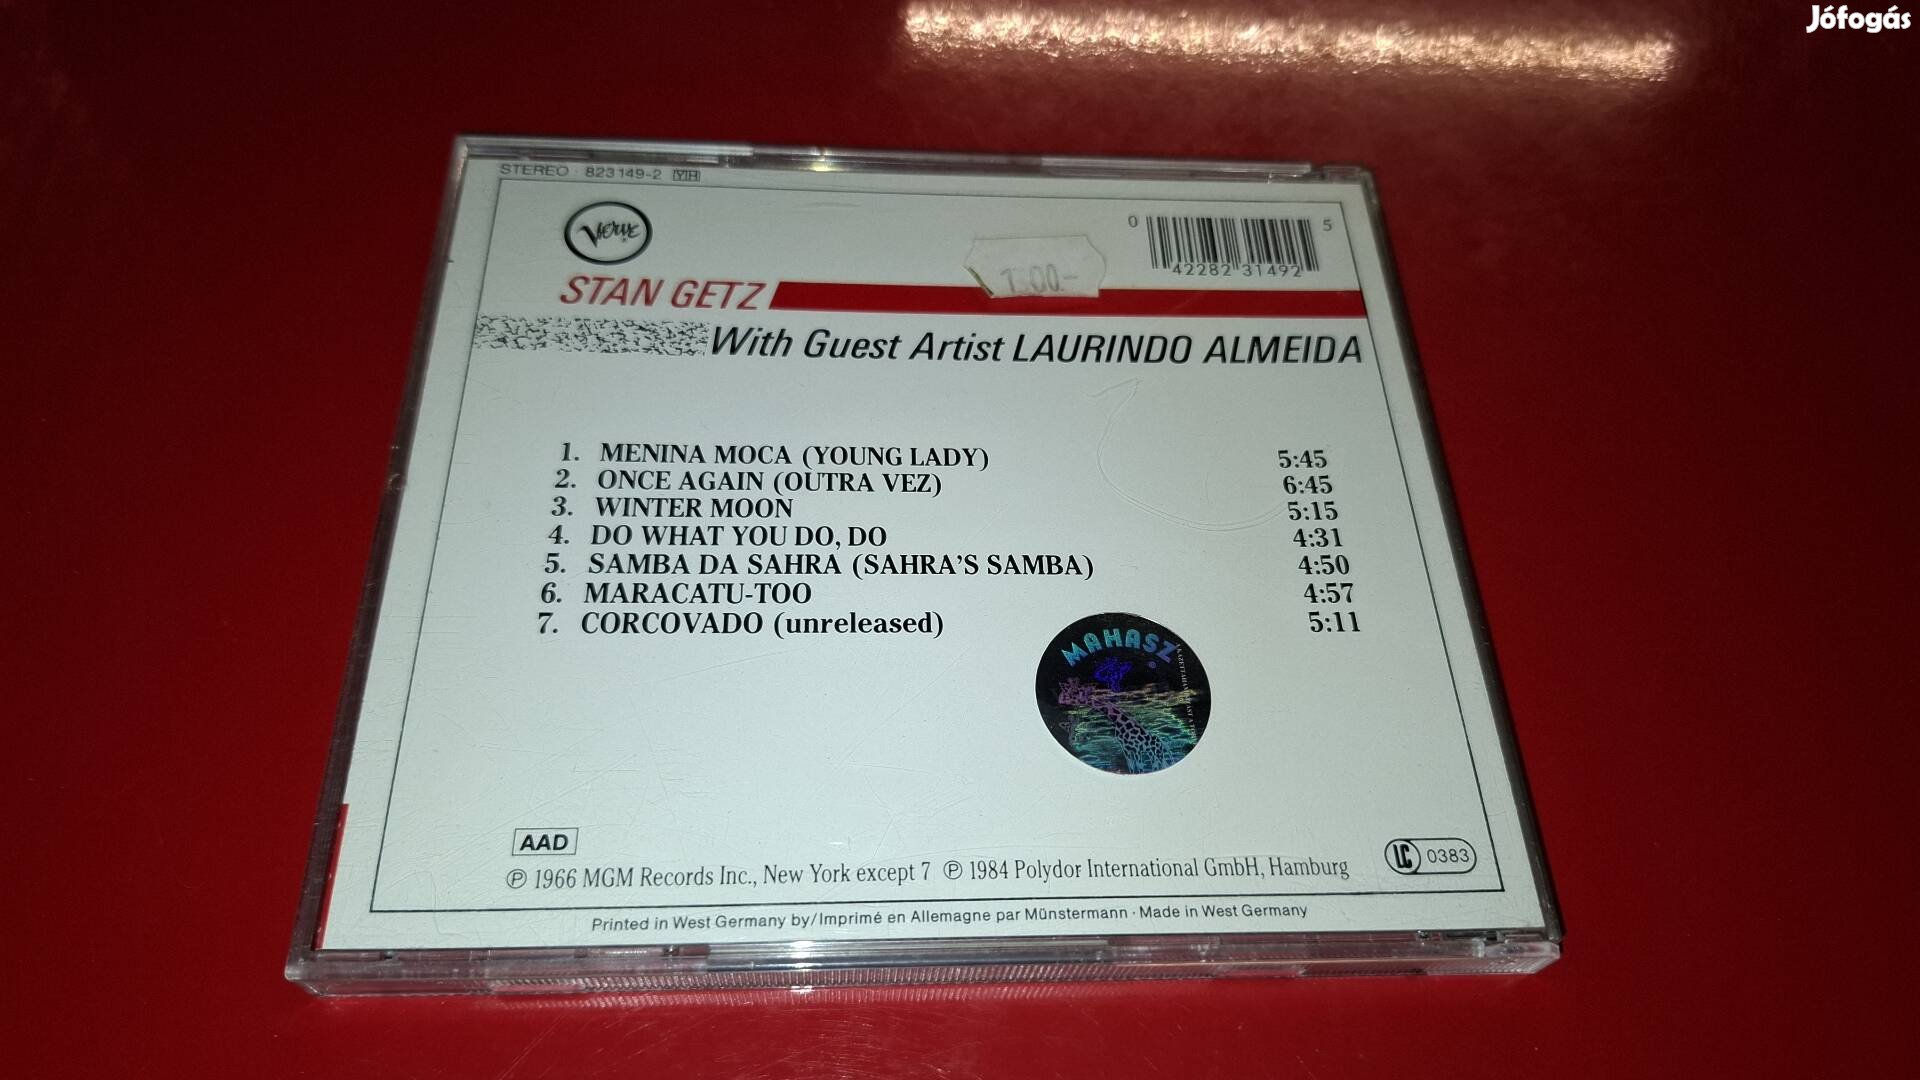 Jófogás
STEREO · 823149-2 YH
Verve
0 42282 31492 5
STAN GETZ
With Guest Artist LAURINDO ALMEIDA
1. MENINA MOCA (YOUNG LADY) 5:45
2. ONCE AGAIN (OUTRA VEZ) 6:45
3. WINTER MOON 5:15
4. DO WHAT YOU DO, DO 4:31
5. SAMBA DA SAHRA (SAHRA'S SAMBA) 4:50
6. MARACATU-TOO 4:57
7. CORCOVADO (unreleased) 5:11
MAHASZ
AAD
℗ 1966 MGM Records Inc., New York except 7 ℗ 1984 Polydor International GmbH, Hamburg
LC 0383
Printed in West Germany by/Imprimé en Allemagne par Münstermann · Made in West Germany